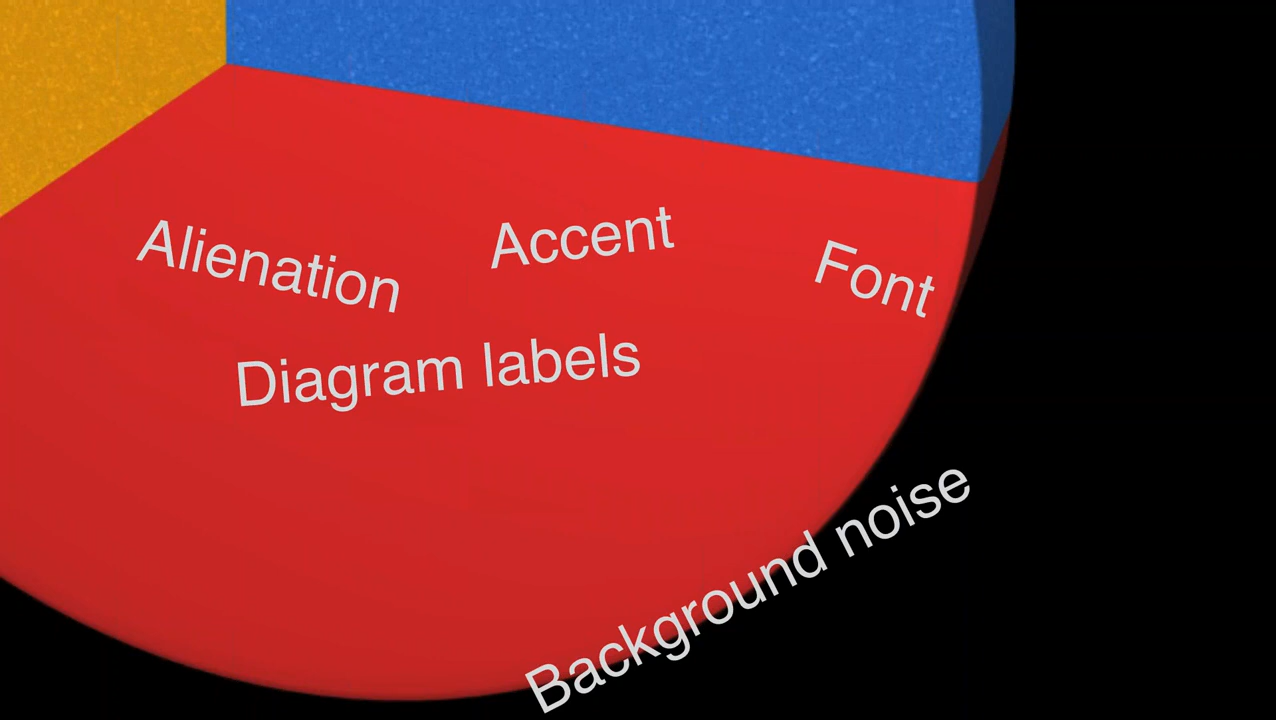 Alienation
Accent
Font
Diagram labels
Background noise